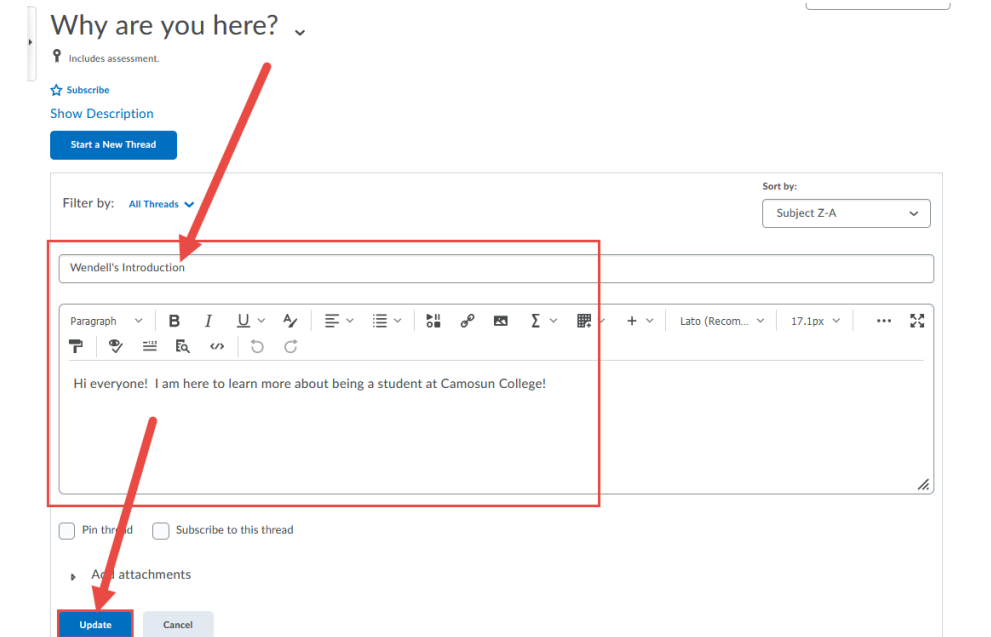 Why are you here?
Includes assessment.
Subscribe
Show Description
Start a New Thread
Filter by: All Threads
Sort by:
Subject Z-A
Wendell's Introduction
Paragraph B I U A Σ + Lato (Recom... 17.1px ...
Hi everyone! I am here to learn more about being a student at Camosun College!
Pin thread Subscribe to this thread
Add attachments
Update Cancel